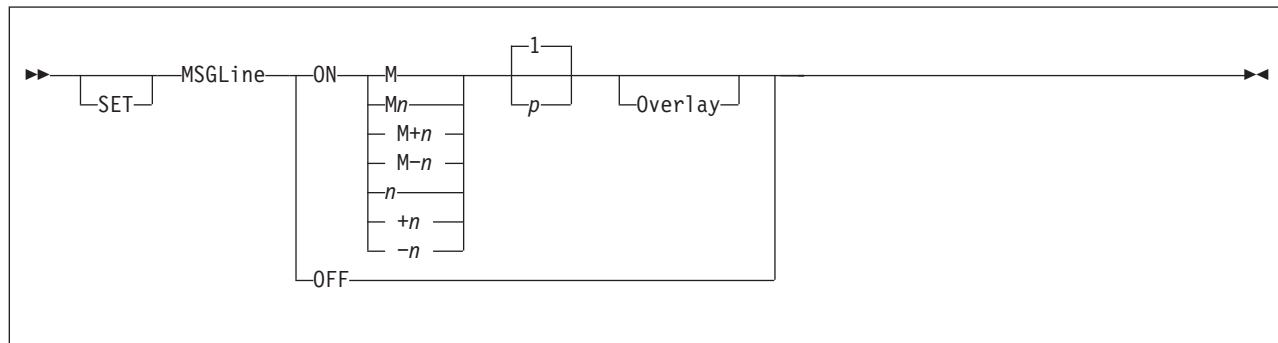 1
MSGLine ON M
SET Mn p Overlay
M+n
M−n
n
+n
−n
OFF